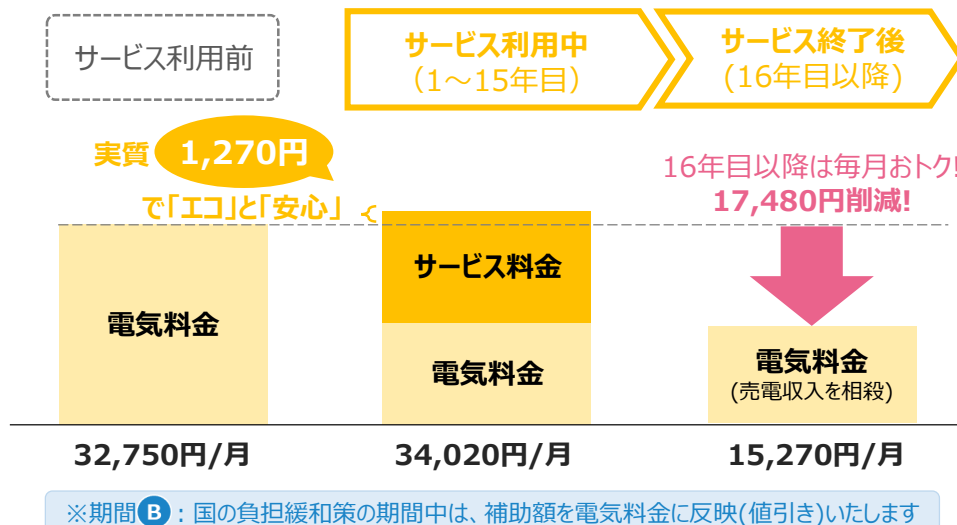 サービス利用前
サービス利用中
(1～15年目)
サービス終了後
(16年目以降)
実質 1,270円
で「エコ」と「安心」
16年目以降は毎月おトク!
17,480円削減!
サービス料金
電気料金
電気料金
電気料金
(売電収入を相殺)
32,750円/月
34,020円/月
15,270円/月
※期間B：国の負担緩和策の期間中は、補助額を電気料金に反映(値引き)いたします